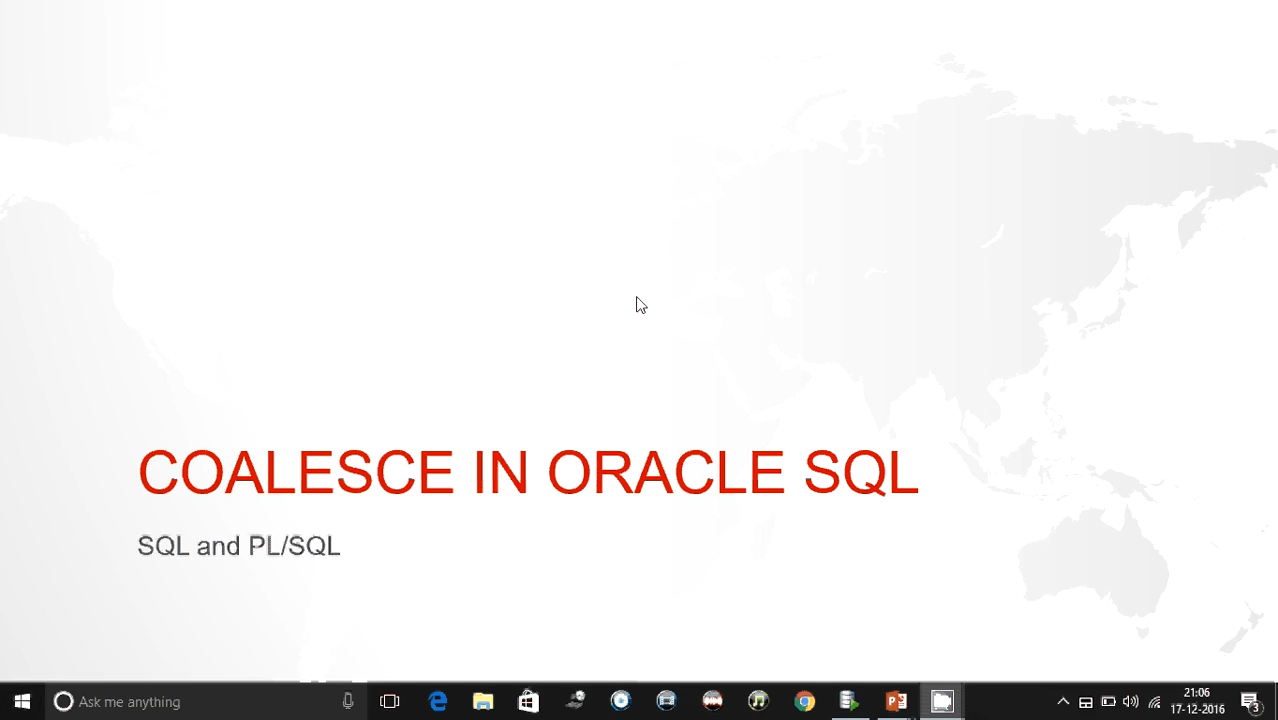 COALESCE IN ORACLE SQL
SQL and PL/SQL
Ask me anything
21:06
17-12-2016
3